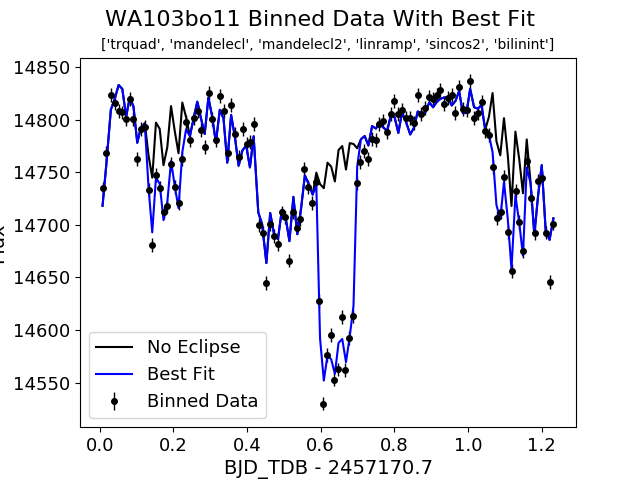 WA103bo11 Binned Data With Best Fit
['trquad', 'mandelecl', 'mandelecl2', 'linramp', 'sincos2', 'bilinint']
14850
14800
14750
14700
14650
14600
14550
No Eclipse
Best Fit
Binned Data
0.0 0.2 0.4 0.6 0.8 1.0 1.2
BJD_TDB - 2457170.7